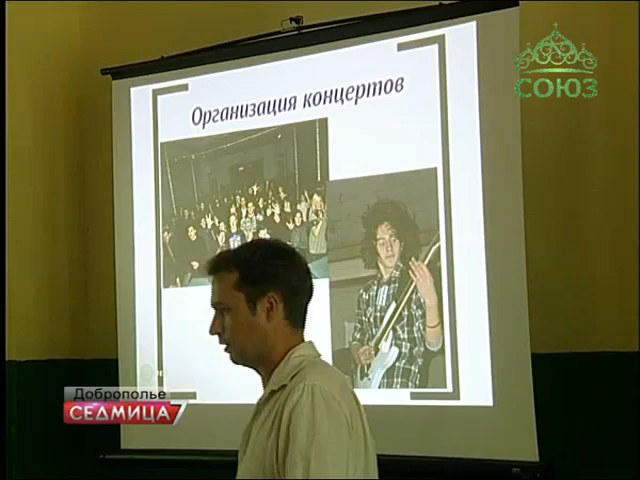 СОЮЗ
Организация концертов
Доброполье
СЕДМИЦА